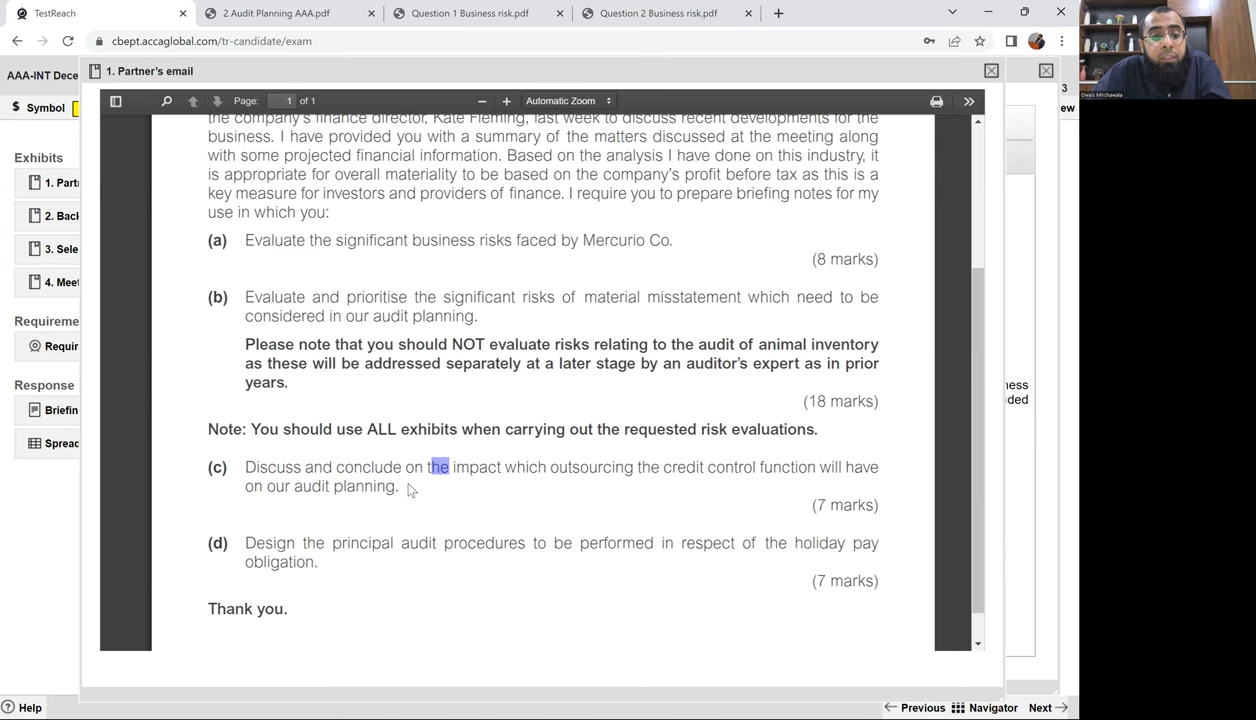 TestReach
2 Audit Planning AAA.pdf
Question 1 Business risk.pdf
Question 2 Business risk.pdf
cbept.accaglobal.com/tr-candidate/exam
AAA-INT Dece
1. Partner's email
3
$ Symbol
ew
Page: 1 of 1
Automatic Zoom
the company's finance director, Kate Fleming, last week to discuss recent developments for the
business. I have provided you with a summary of the matters discussed at the meeting along
with some projected financial information. Based on the analysis I have done on this industry, it
is appropriate for overall materiality to be based on the company's profit before tax as this is a
key measure for investors and providers of finance. I require you to prepare briefing notes for my
use in which you:
(a) Evaluate the significant business risks faced by Mercurio Co.
(8 marks)
(b) Evaluate and prioritise the significant risks of material misstatement which need to be
considered in our audit planning.
Please note that you should NOT evaluate risks relating to the audit of animal inventory
as these will be addressed separately at a later stage by an auditor's expert as in prior
years.
(18 marks)
Note: You should use ALL exhibits when carrying out the requested risk evaluations.
(c) Discuss and conclude on the impact which outsourcing the credit control function will have
on our audit planning.
(7 marks)
(d) Design the principal audit procedures to be performed in respect of the holiday pay
obligation.
(7 marks)
Thank you.
Exhibits
1. Part
2. Back
3. Sele
4. Meet
Requireme
Requir
Response
Briefin
Spread
ness
ded
Help
Previous
Navigator
Next
Owais Mirchawala